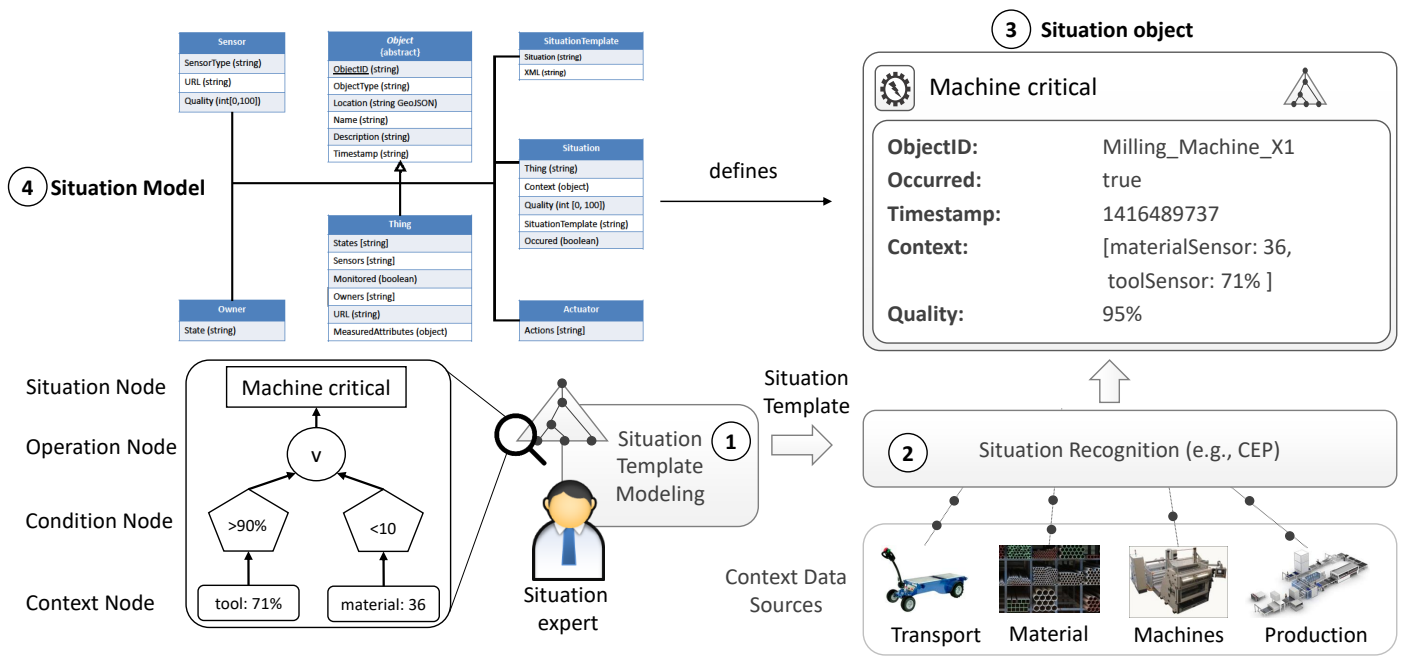 4
Situation Model
Sensor
SensorType (string)
URL (string)
Quality (int[0,100])
Owner
State (string)
Object
(abstract)
ObjectID (string)
ObjectType (string)
Location (string GeoJSON)
Name (string)
Description (string)
Timestamp (string)
Thing
States [string]
Sensors [string]
Monitored (boolean)
Owners [string]
URL (string)
MeasuredAttributes (object)
SituationTemplate
Situation (string)
XML (string)
Situation
Thing (string)
Context (object)
Quality (int [0, 100])
SituationTemplate (string)
Occured (boolean)
Actuator
Actions [string]
defines
3
Situation object
Machine critical
ObjectID: Milling_Machine_X1
Occurred: true
Timestamp: 1416489737
Context: [materialSensor: 36,
toolSensor: 71% ]
Quality: 95%
Situation Node
Operation Node
Condition Node
Context Node
Machine critical
v
>90%
<10
tool: 71%
material: 36
Situation
expert
Situation
Template
Modeling
1
Situation
Template
2
Situation Recognition (e.g., CEP)
Context Data
Sources
Transport
Material
Machines
Production